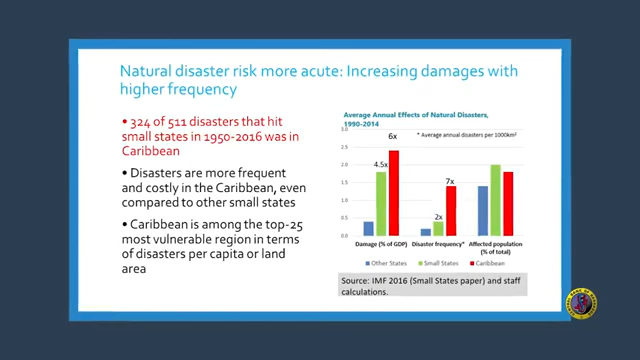 Natural disaster risk more acute: Increasing damages with
higher frequency
• 324 of 511 disasters that hit
small states in 1950-2016 was in
Caribbean
• Disasters are more frequent
and costly in the Caribbean, even
compared to other small states
• Caribbean is among the top-25
most vulnerable region in terms
of disasters per capita or land
area
Average Annual Effects of Natural Disasters,
1990-2014
* Average annual disasters per 1000km²
3.0
2.5
2.0
1.5
1.0
0.5
0.0
4.5x
6x
2x
7x
Damage (% of GDP)
Disaster frequency*
Affected population
(% of total)
Other States
Small States
Caribbean
Source: IMF 2016 (Small States paper) and staff
calculations.